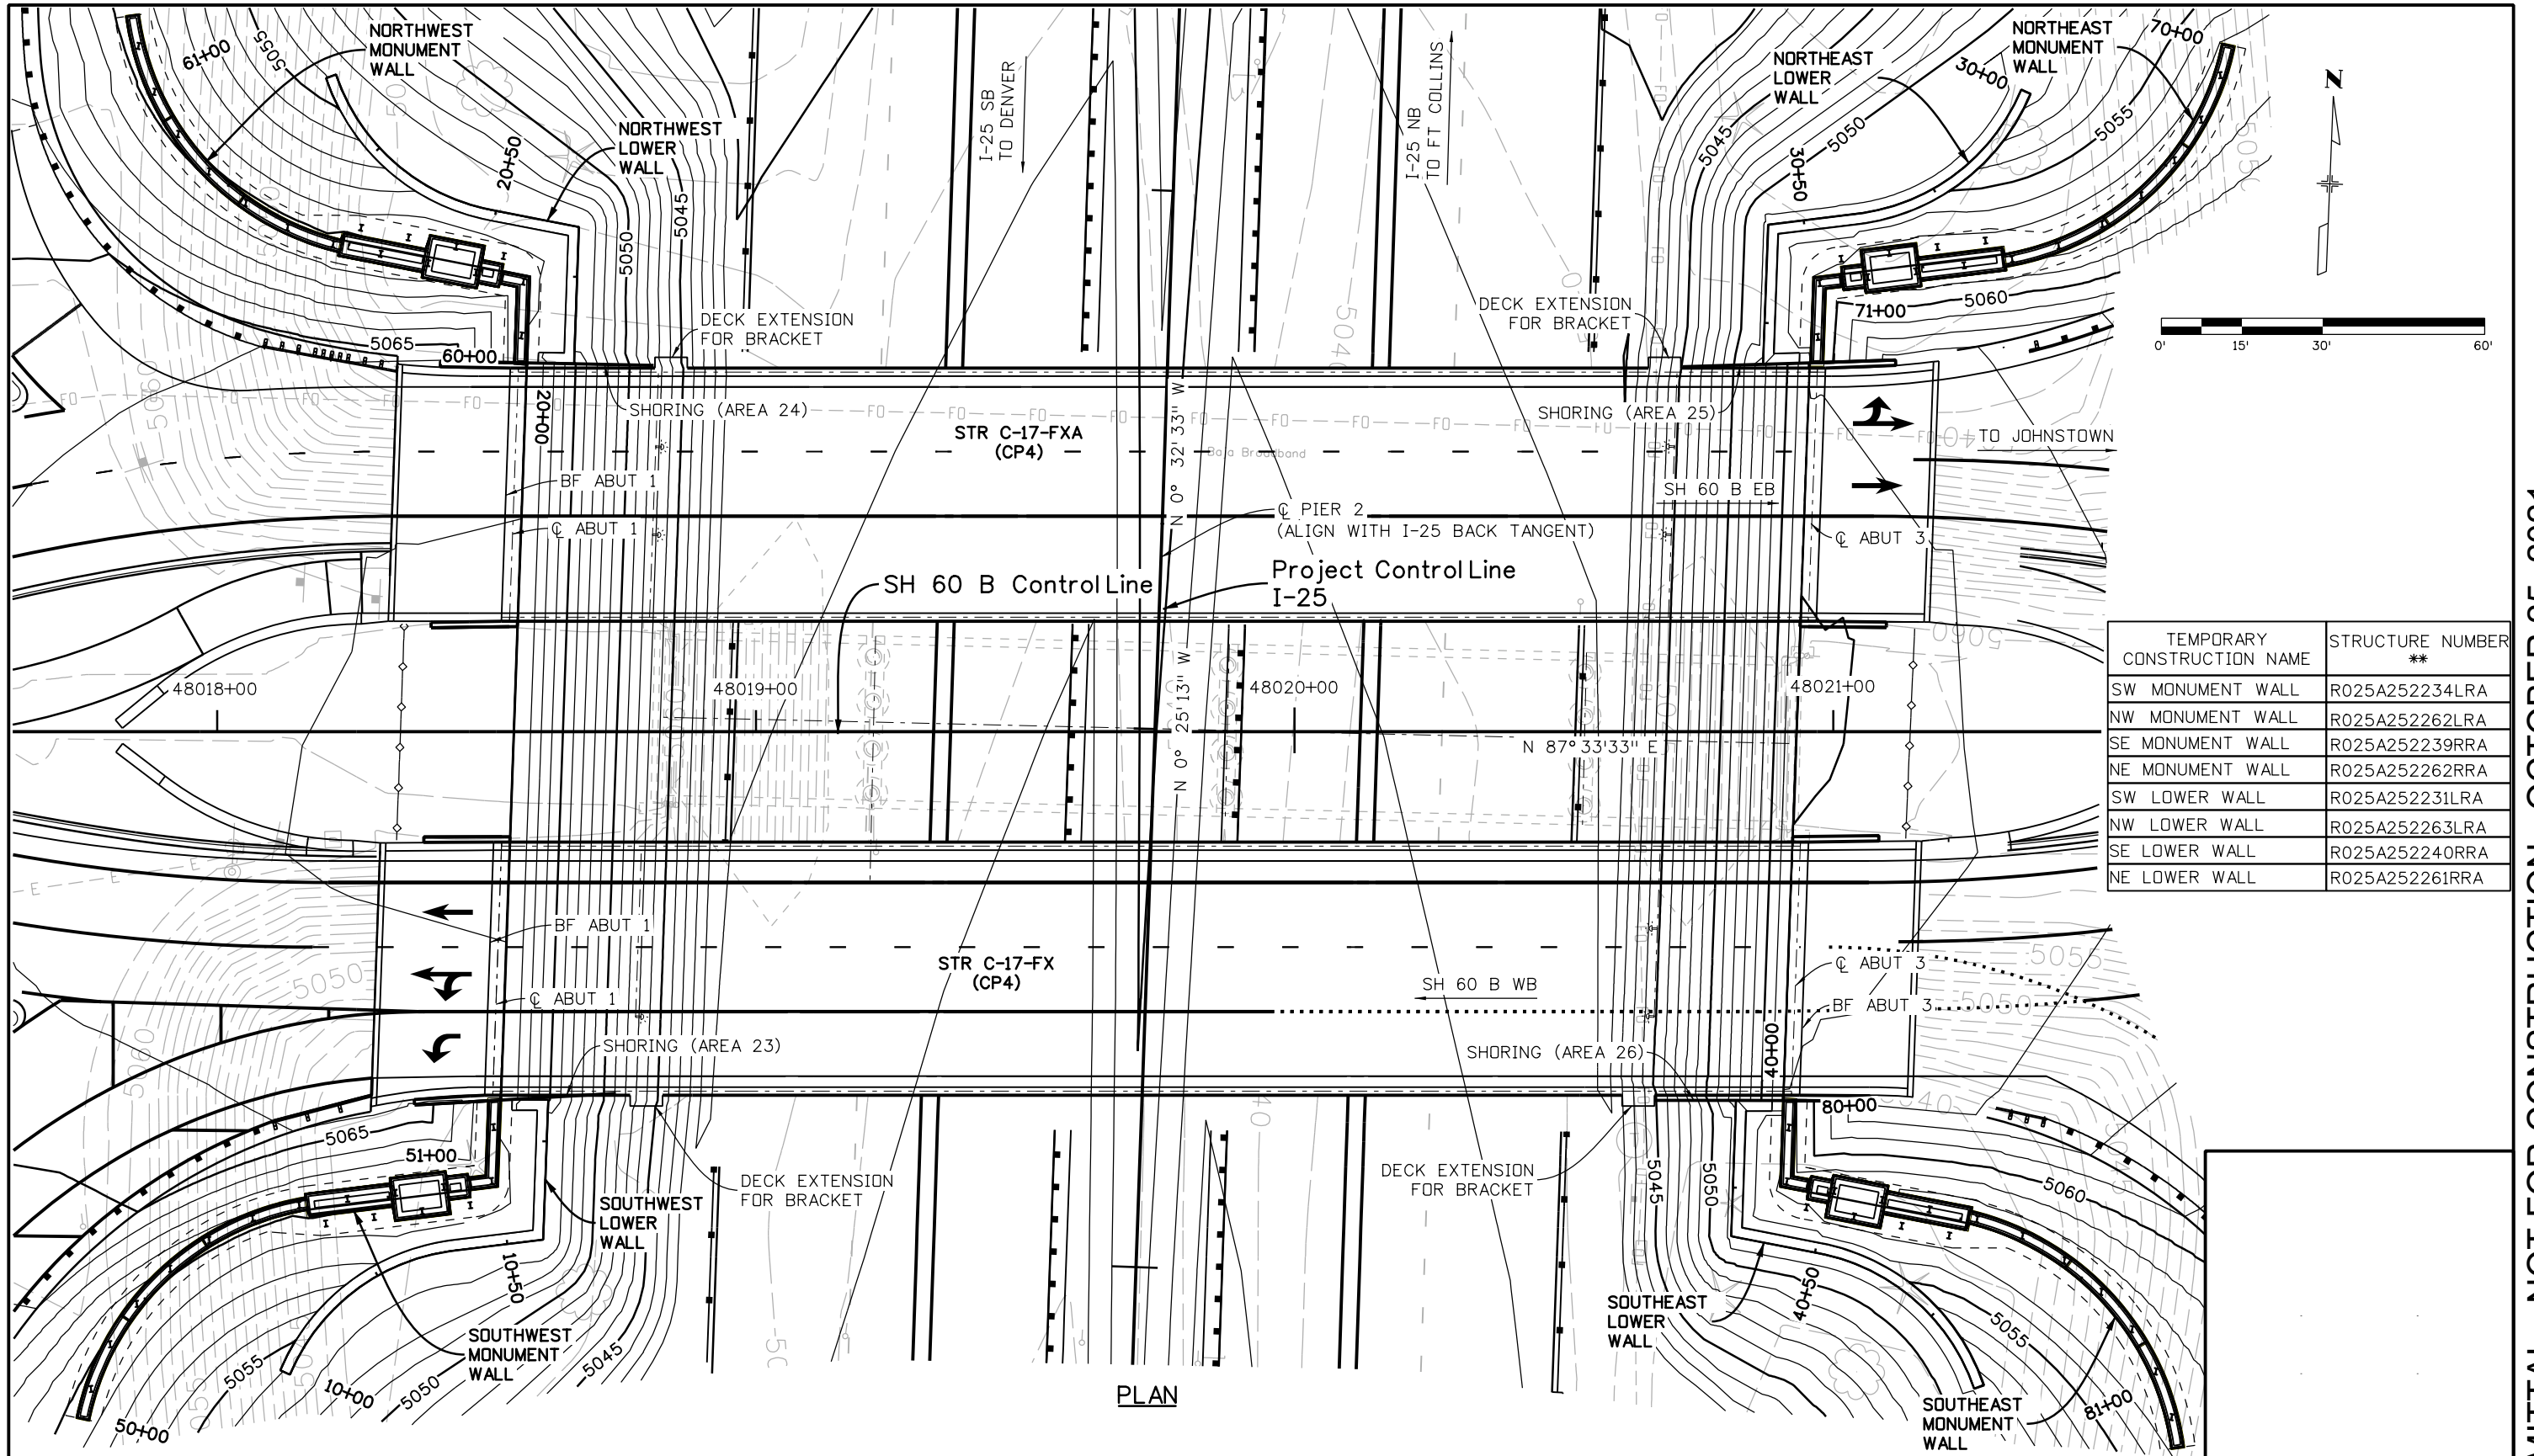 NORTHWEST
MONUMENT
WALL
61+00
5055
NORTHWEST
LOWER
WALL
20+50
5050
5045
I-25 SB
TO DENVER
I-25 NB
TO FT COLLINS
NORTHEAST
LOWER
WALL
NORTHEAST
MONUMENT
WALL
70+00
30+00
5045
5050
5055
30+50
N
0'
15'
30'
60'
DECK EXTENSION
FOR BRACKET
DECK EXTENSION
FOR BRACKET
5060
71+00
5065
60+00
20+00
SHORING (AREA 24)
SHORING (AREA 25)
STR C-17-FXA
(CP4)
Baja Broadband
N 0° 32'33" W
TO JOHNSTOWN
BF ABUT 1
℄ ABUT 1
SH 60 B EB
℄ PIER 2
(ALIGN WITH I-25 BACK TANGENT)
℄ ABUT 3
SH 60 B Control Line
Project Control Line
I-25
48018+00
48019+00
48020+00
48021+00
N 0° 25'13" W
N 87°33'33" E
5060
TEMPORARY CONSTRUCTION NAME STRUCTURE NUMBER **
SW MONUMENT WALL R025A252234LRA
NW MONUMENT WALL R025A252262LRA
SE MONUMENT WALL R025A252239RRA
NE MONUMENT WALL R025A252262RRA
SW LOWER WALL R025A252231LRA
NW LOWER WALL R025A252263LRA
SE LOWER WALL R025A252240RRA
NE LOWER WALL R025A252261RRA
BF ABUT 1
℄ ABUT 1
STR C-17-FX
(CP4)
SH 60 B WB
℄ ABUT 3
BF ABUT 3
5055
5050
5050
5060
40+00
SHORING (AREA 23)
SHORING (AREA 26)
80+00
5065
51+00
DECK EXTENSION
FOR BRACKET
DECK EXTENSION
FOR BRACKET
5045
5050
5060
SOUTHWEST
LOWER
WALL
10+50
SOUTHWEST
MONUMENT
WALL
5055
10+00
5050
5045
50+00
SOUTHEAST
LOWER
WALL
40+50
5055
SOUTHEAST
MONUMENT
WALL
81+00
PLAN
NOT FOR CONSTRUCTION